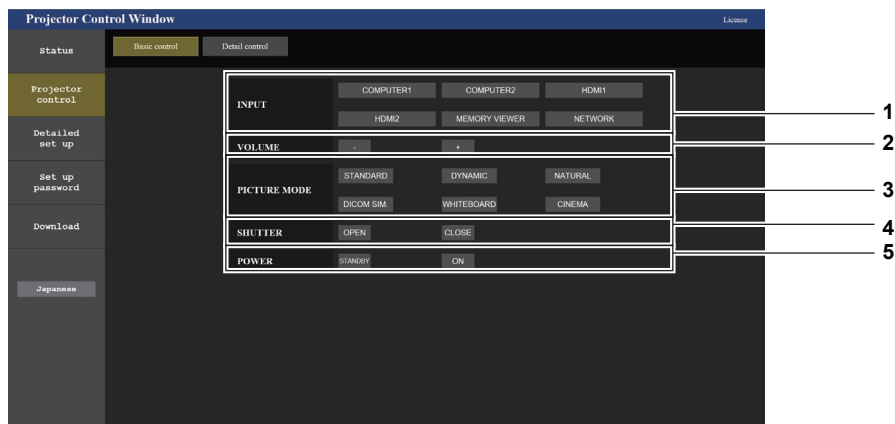 Projector Control Window
License
Status
Projector
control
Detailed
set up
Set up
password
Download
Japanese
Basic control
Detail control
INPUT
COMPUTER1 COMPUTER2 HDMI1
HDMI2 MEMORY VIEWER NETWORK
VOLUME - +
PICTURE MODE
STANDARD DYNAMIC NATURAL
DICOM SIM. WHITEBOARD CINEMA
SHUTTER OPEN CLOSE
POWER STANDBY ON
1
2
3
4
5